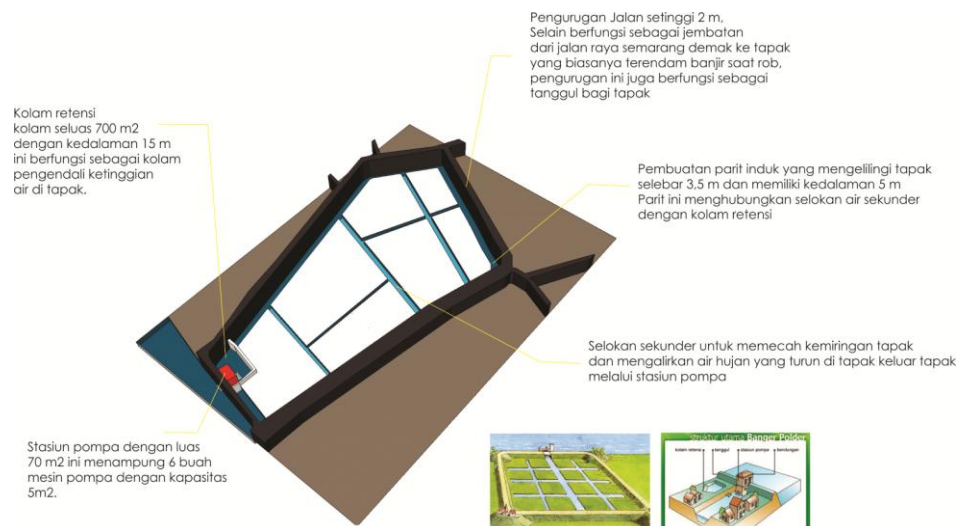 Pengurugan Jalan setinggi 2 m,
Selain berfungsi sebagai jembatan
dari jalan raya semarang demak ke tapak
yang biasanya terendam banjir saat rob,
pengurugan ini juga berfungsi sebagai
tanggul bagi tapak
Kolam retensi
kolam seluas 700 m2
dengan kedalaman 15 m
ini berfungsi sebagai kolam
pengendali ketinggian
air di tapak.
Pembuatan parit induk yang mengelilingi tapak
selebar 3,5 m dan memiliki kedalaman 5 m
Parit ini menghubungkan selokan air sekunder
dengan kolam retensi
Selokan sekunder untuk memecah kemiringan tapak
dan mengalirkan air hujan yang turun di tapak keluar tapak
melalui stasiun pompa
Stasiun pompa dengan luas
70 m2 ini menampung 6 buah
mesin pompa dengan kapasitas
5m2.
struktur utama Banger Polder
kolam retensi tanggul stasiun pompa bendungan